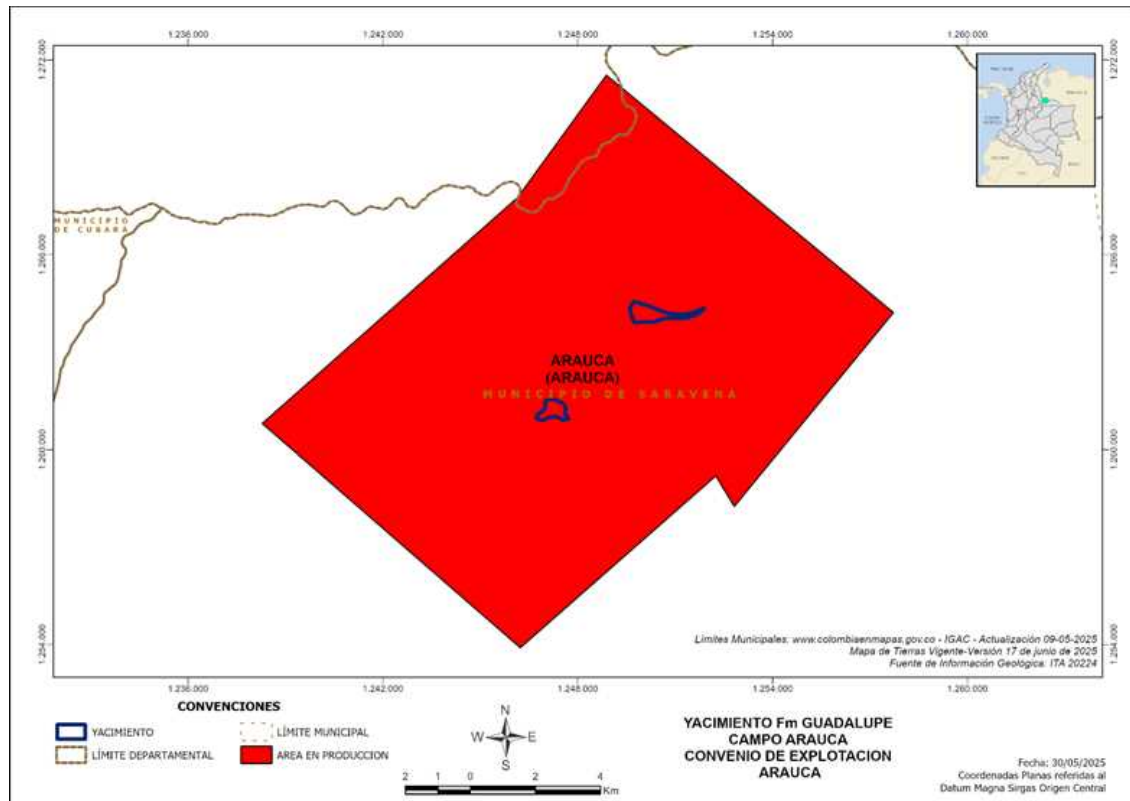 1.236.000 1.242.000 1.248.000 1.254.000 1.260.000
1.272.000 1.272.000
MUNICIPIO
DE CUBARÁ
1.266.000 1.266.000
ARAUCA
(ARAUCA)
MUNICIPIO DE SARAVENA
1.260.000 1.260.000
1.254.000 1.254.000
Límites Municipales: www.colombiaenmapas.gov.co - IGAC - Actualización 09-05-2025
Mapa de Tierras Vigente-Versión 17 de junio de 2025
Fuente de Información Geológica: ITA 20224
1.236.000 1.242.000 1.248.000 1.254.000 1.260.000
CONVENCIONES
YACIMIENTO
LÍMITE MUNICIPAL
LÍMITE DEPARTAMENTAL
AREA EN PRODUCCION
N
W E
S
2 1 0 2 4
Km
YACIMIENTO Fm GUADALUPE
CAMPO ARAUCA
CONVENIO DE EXPLOTACION
ARAUCA
Fecha: 30/05/2025
Coordenadas Planas referidas al
Datum Magna Sirgas Origen Central